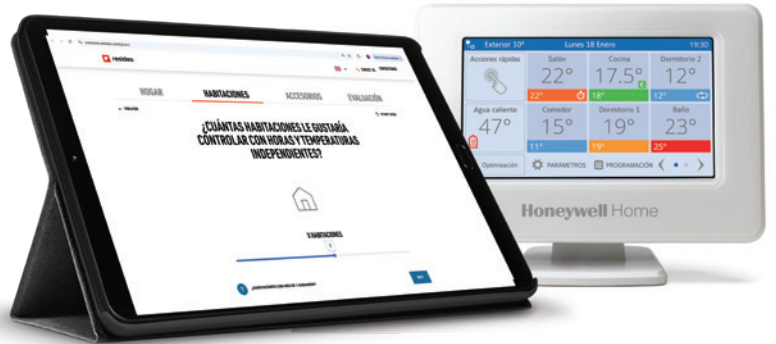 resideo
HOGAR HABITACIONES ACCESORIOS EVALUACIÓN
¿CUÁNTAS HABITACIONES LE GUSTARÍA
CONTROLAR CON HORAS Y TEMPERATURAS
INDEPENDIENTES?
X HABITACIONES
Exterior 10° Lunes 18 Enero 19:30
Acciones rápidas Salón Cocina Dormitorio 2
22° 17.5° 12°
22° 18° 12°
Agua caliente Comedor Dormitorio 1 Baño
47° 15° 19° 23°
11° 19° 25°
Optimización PARÁMETROS PROGRAMACIÓN
Honeywell Home